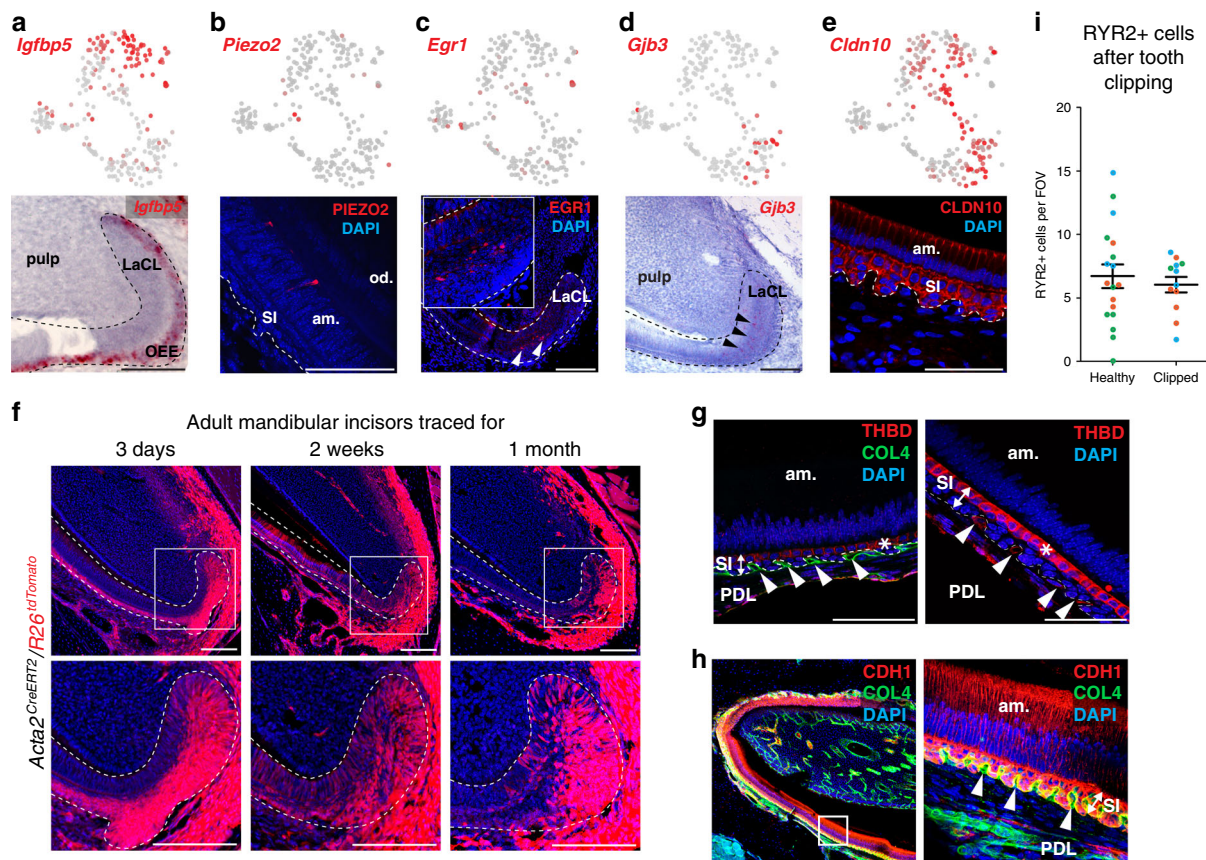 a
Igfbp5
Igfbp5
pulp
LaCL
OEE
b
Piezo2
PIEZO2
DAPI
od.
SI
am.
c
Egr1
EGR1
DAPI
LaCL
d
Gjb3
Gjb3
pulp
LaCL
e
Cldn10
CLDN10
DAPI
am.
SI
i
RYR2+ cells
after tooth
clipping
RYR2+ cells per FOV
20
15
10
5
0
Healthy
Clipped
f
Adult mandibular incisors traced for
3 days
2 weeks
1 month
Acta2CreERT2/R26tdTomato
g
THBD
COL4
DAPI
am.
SI
*
PDL
THBD
DAPI
am.
SI
*
PDL
h
CDH1
COL4
DAPI
CDH1
COL4
DAPI
am.
SI
PDL